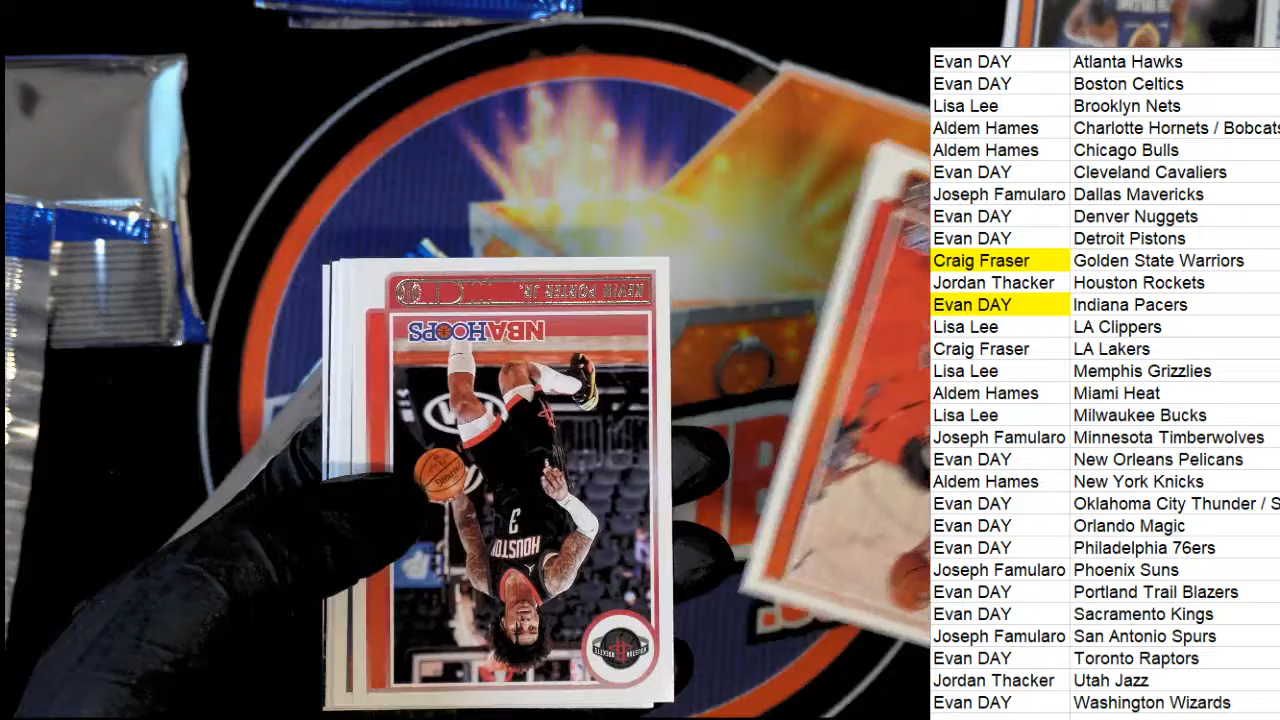 Evan DAY Atlanta Hawks
Evan DAY Boston Celtics
Lisa Lee Brooklyn Nets
Aldem Hames Charlotte Hornets / Bobcats
Aldem Hames Chicago Bulls
Evan DAY Cleveland Cavaliers
Joseph Famularo Dallas Mavericks
Evan DAY Denver Nuggets
Evan DAY Detroit Pistons
Craig Fraser Golden State Warriors
Jordan Thacker Houston Rockets
Evan DAY Indiana Pacers
Lisa Lee LA Clippers
Craig Fraser LA Lakers
Lisa Lee Memphis Grizzlies
Aldem Hames Miami Heat
Lisa Lee Milwaukee Bucks
Joseph Famularo Minnesota Timberwolves
Evan DAY New Orleans Pelicans
Aldem Hames New York Knicks
Evan DAY Oklahoma City Thunder / S
Evan DAY Orlando Magic
Evan DAY Philadelphia 76ers
Joseph Famularo Phoenix Suns
Evan DAY Portland Trail Blazers
Evan DAY Sacramento Kings
Joseph Famularo San Antonio Spurs
Evan DAY Toronto Raptors
Jordan Thacker Utah Jazz
Evan DAY Washington Wizards
KEVIN PORTER JR.
NBA HOOPS
HOUSTON
3